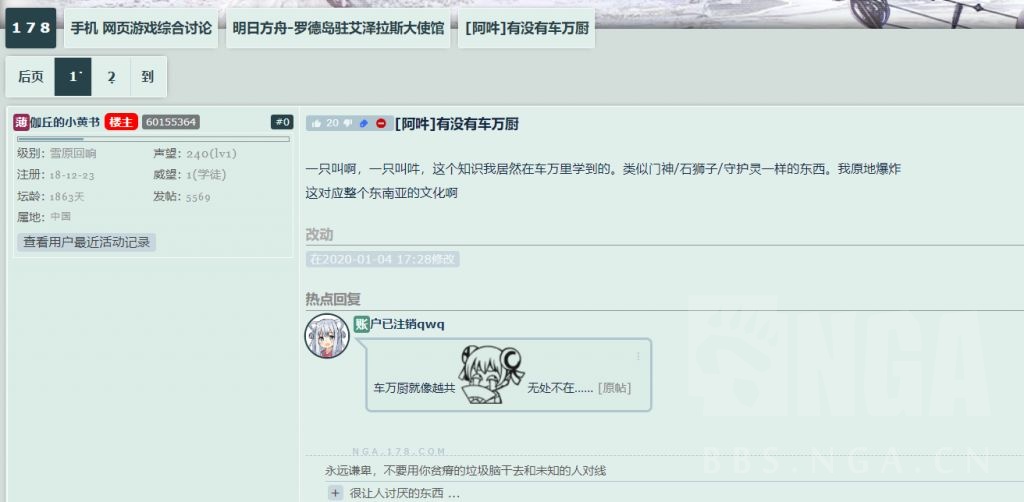 178 手机 网页游戏综合讨论 明日方舟-罗德岛驻艾泽拉斯大使馆 [阿吽]有没有车万厨
后页 1 2 到
薄伽丘的小黄书 楼主 60155364 #0
级别: 雪原回响 声望: 240(lv1)
注册: 18-12-23 威望: 1(学徒)
坛龄: 1863天 发帖: 5569
属地: 中国
查看用户最近活动记录
20 [阿吽]有没有车万厨
一只叫啊，一只叫吽，这个知识我居然在车万里学到的。类似门神/石狮子/守护灵一样的东西。我原地爆炸
这对应整个东南亚的文化啊
改动
在2020-01-04 17:28修改
热点回复
账户已注销qwq
车万厨就像越共 无处不在...... [原帖]
NGA
BBS.NGA.CN
NGA.178.COM
永远谦卑，不要用你贫瘠的垃圾脑干去和未知的人对线
+ 很让人讨厌的东西 ...